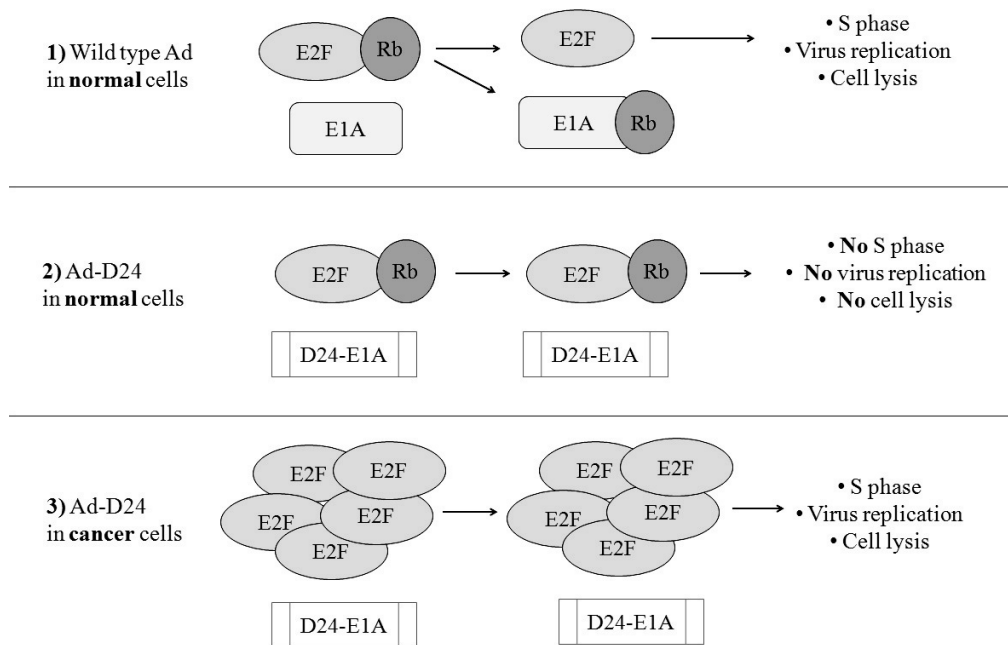 1) Wild type Ad
in normal cells
E2F
Rb
E1A
E2F
E1A
Rb
• S phase
• Virus replication
• Cell lysis
2) Ad-D24
in normal cells
E2F
Rb
D24-E1A
E2F
Rb
D24-E1A
• No S phase
• No virus replication
• No cell lysis
3) Ad-D24
in cancer cells
E2F
E2F
E2F
E2F
E2F
D24-E1A
E2F
E2F
E2F
E2F
E2F
D24-E1A
• S phase
• Virus replication
• Cell lysis